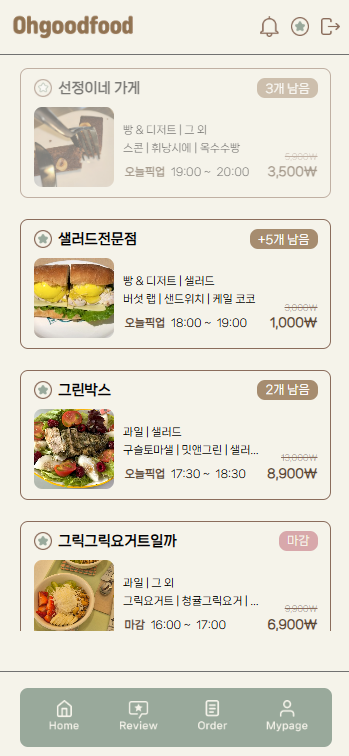 Ohgoodfood
선정이네 가게
3개 남음
빵 & 디저트 | 그 외
스콘 | 휘낭시에 | 옥수수빵
5,900₩
오늘픽업 19:00 ~ 20:00
3,500₩
샐러드전문점
+5개 남음
빵 & 디저트 | 샐러드
버섯 랩 | 샌드위치 | 케일 코코
3,000₩
오늘픽업 18:00 ~ 19:00
1,000₩
그린박스
2개 남음
과일 | 샐러드
구슬토마샐 | 밋앤그린 | 샐러...
13,000₩
오늘픽업 17:30 ~ 18:30
8,900₩
그릭그릭요거트일까
마감
과일 | 그 외
그릭요거트 | 청귤그릭요거 | ...
9,900₩
마감 16:00 ~ 17:00
6,900₩
Home
Review
Order
Mypage